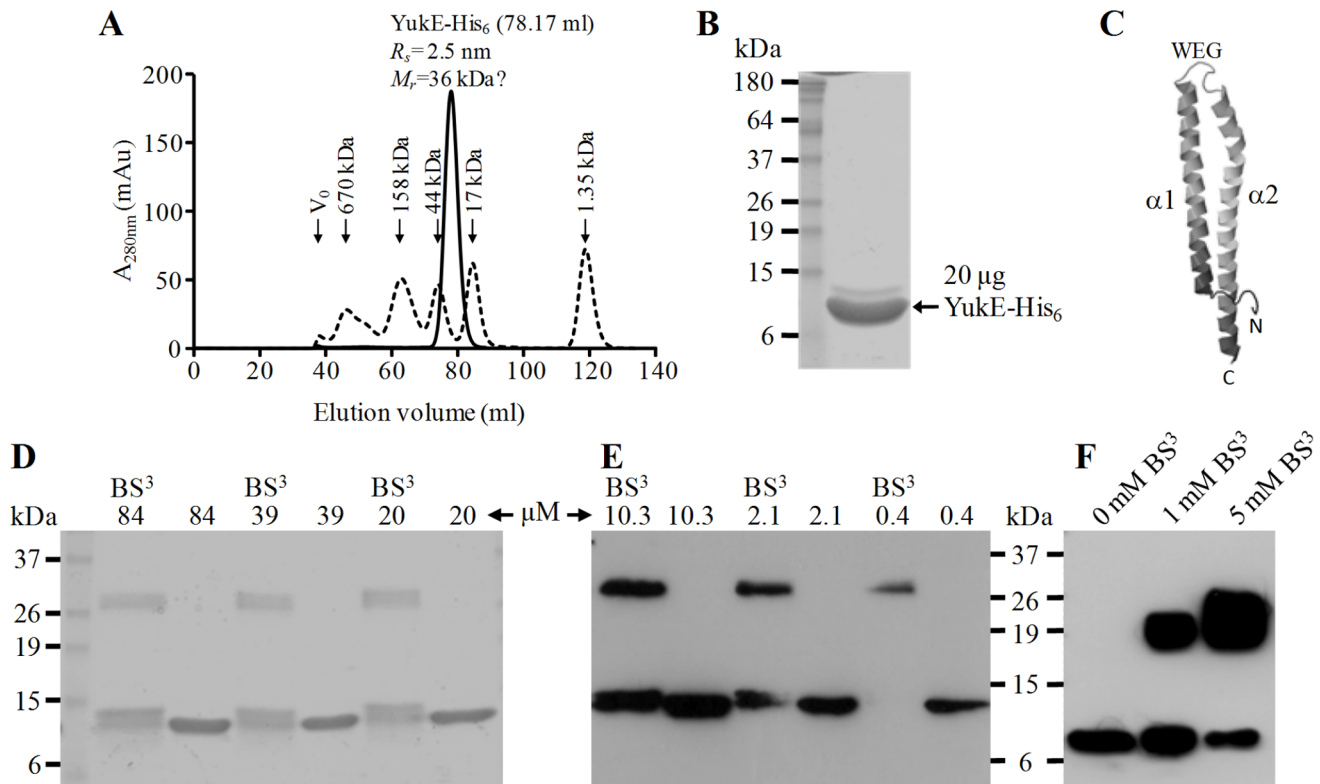 A
YukE-His6 (78.17 ml)
Rs=2.5 nm
Mr=36 kDa?
200
150
100
50
0
A280nm (mAu)
V0
670 kDa
158 kDa
44 kDa
17 kDa
1.35 kDa
0 20 40 60 80 100 120 140
Elution volume (ml)
B
kDa
180
64
37
26
19
15
6
20 µg
YukE-His6
C
WEG
α1
α2
N
C
D
BS3 BS3 BS3
kDa 84 84 39 39 20 20
µM
37
26
19
15
6
E
BS3 BS3 BS3
10.3 10.3 2.1 2.1 0.4 0.4 kDa
37
26
19
15
6
F
0 mM BS3
1 mM BS3
5 mM BS3